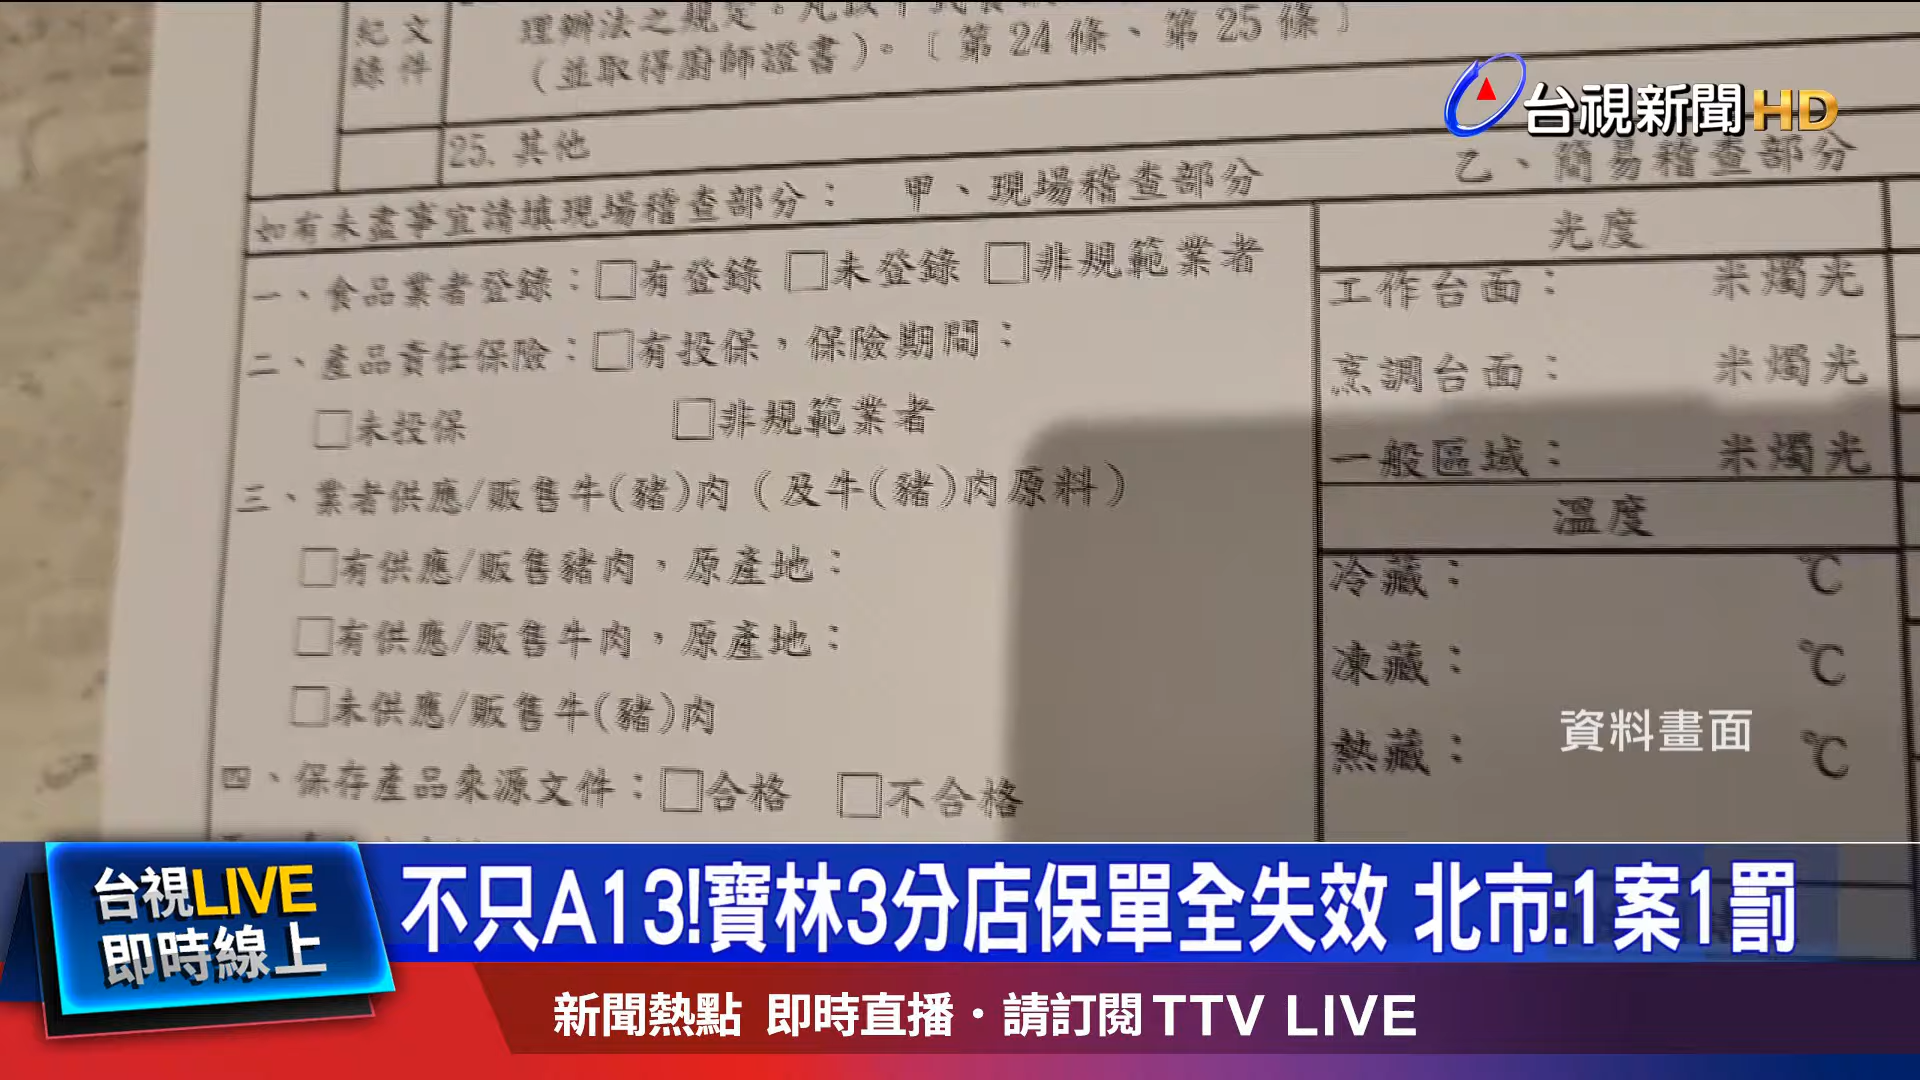 紀 文
錄 件
理辦法之規定。凡
(並取得廚師證書)。〔第24條、第25條〕
台視新聞HD
25. 其他
如有未盡事宜請填現場稽查部分： 甲、現場稽查部分 乙、簡易稽查部分
一、食品業者登錄：□有登錄 □未登錄 □非規範業者
二、產品責任保險：□有投保，保險期間：
□未投保 □非規範業者
三、業者供應/販售牛(豬)肉（及牛(豬)肉原料）
□有供應/販售豬肉，原產地：
□有供應/販售牛肉，原產地：
□未供應/販售牛(豬)肉
四、保存產品來源文件：□合格 □不合格
光度
工作台面： 米燭光
烹調台面： 米燭光
一般區域： 米燭光
溫度
冷藏： ℃
凍藏： ℃
熱藏： ℃
資料畫面
台視LIVE
即時線上
不只A13!寶林3分店保單全失效 北市:1案1罰
新聞熱點 即時直播・請訂閱TTV LIVE